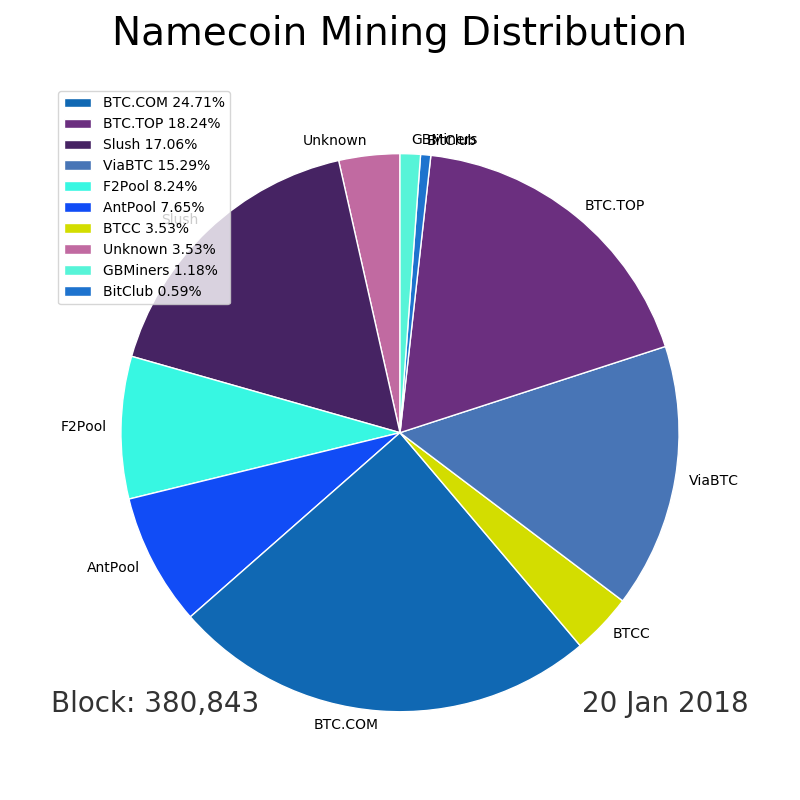 Namecoin Mining Distribution
BTC.COM 24.71%
BTC.TOP 18.24%
Slush 17.06%
ViaBTC 15.29%
F2Pool 8.24%
AntPool 7.65%
BTCC 3.53%
Unknown 3.53%
GBMiners 1.18%
BitClub 0.59%
Unknown
GBMiners
BitClub
BTC.TOP
Slush
F2Pool
ViaBTC
AntPool
BTCC
BTC.COM
Block: 380,843
20 Jan 2018